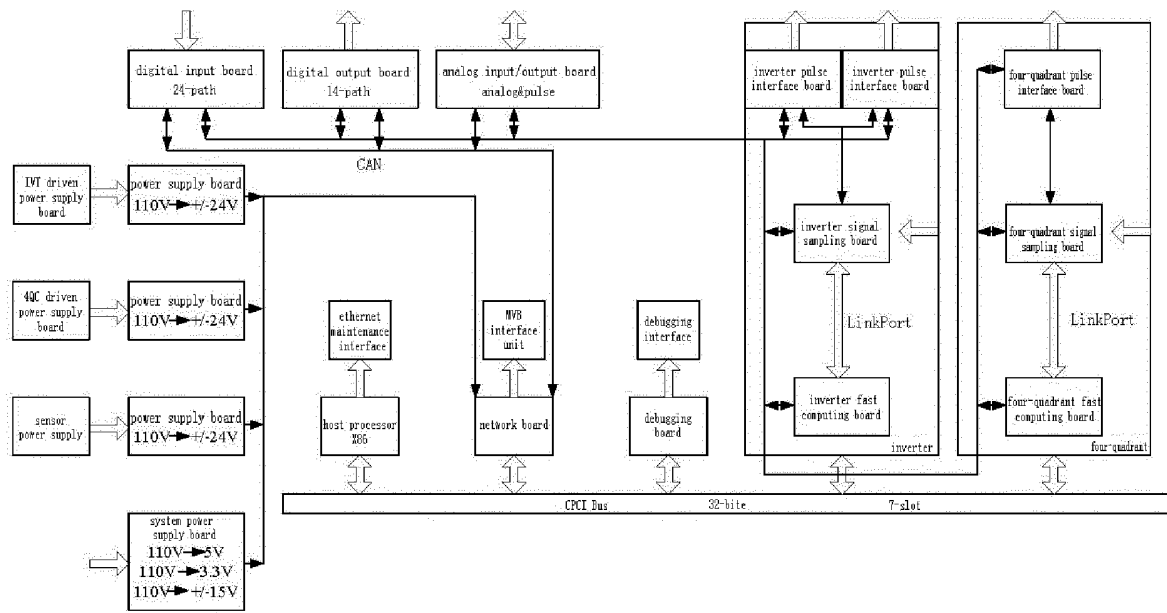 digital input board
24-path
digital output board
14-path
analog input/output board
analog&pulse
inverter pulse
interface board
inverter pulse
interface board
four-quadrant pulse
interface board
CAN
IVT driven
power supply
board
power supply board
110V→+/-24V
inverter signal
sampling board
four-quadrant signal
sampling board
4QC driven
power supply
board
power supply board
110V→+/-24V
ethernet
maintenance
interface
MVB
interface
unit
debugging
interface
LinkPort
LinkPort
sensor
power supply
power supply board
110V→+/-24V
host processor
X86
network board
debugging
board
inverter fast
computing board
four-quadrant fast
computing board
inverter
four-quadrant
CPCI Bus 32-bite 7-slot
system power
supply board
110V→5V
110V→3.3V
110V→+/-15V